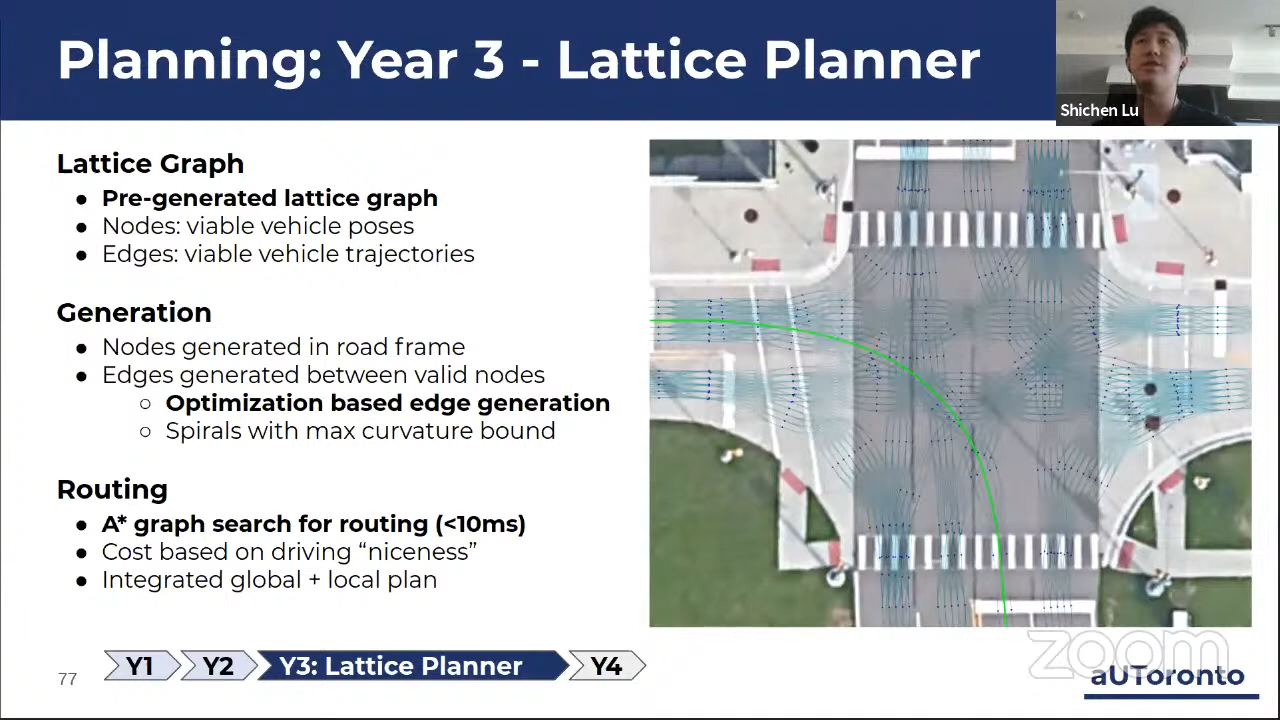 Planning: Year 3 - Lattice Planner
Shichen Lu
Lattice Graph
● Pre-generated lattice graph
● Nodes: viable vehicle poses
● Edges: viable vehicle trajectories
Generation
● Nodes generated in road frame
● Edges generated between valid nodes
○ Optimization based edge generation
○ Spirals with max curvature bound
Routing
● A* graph search for routing (<10ms)
● Cost based on driving “niceness”
● Integrated global + local plan
77
Y1
Y2
Y3: Lattice Planner
Y4
zoom
aUToronto